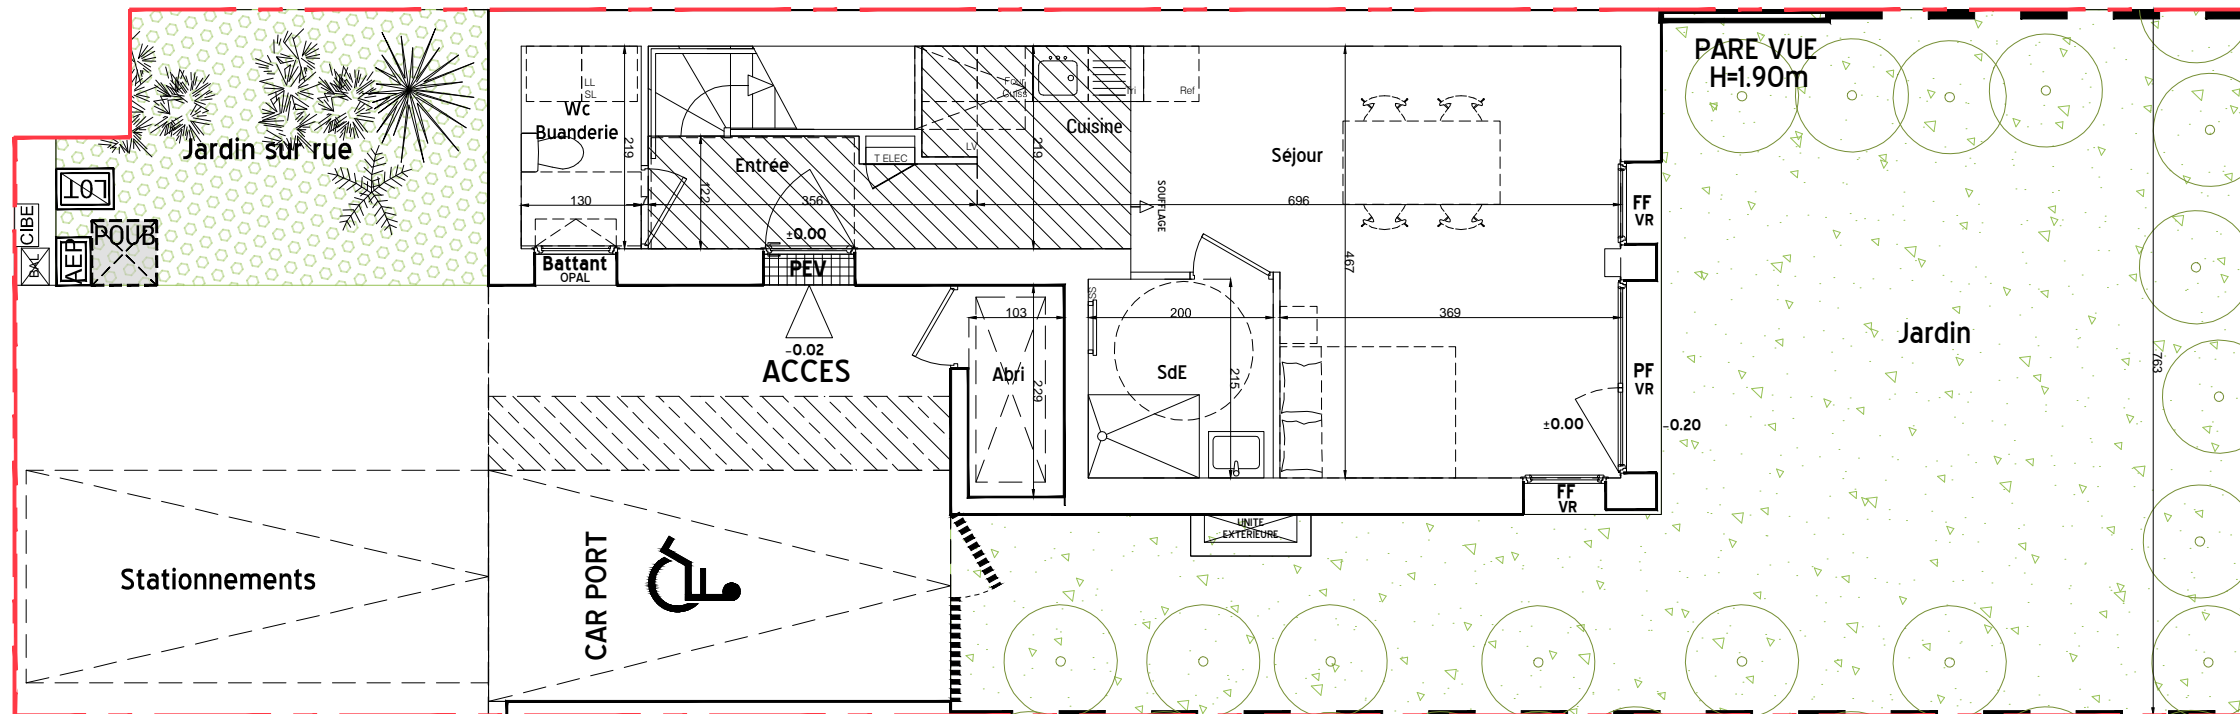 PARE VUE
H=1.90m
LL
SL
Wc
Buanderie
219
Four
Cuiss
Tri
Ref
Cuisine
LV
219
Jardin sur rue
Entrée
T ELEC
Séjour
122
130
356
696
SOUFFLAGE
FF
VR
LOT
CIBE
POUB
BAL
AEP
±0.00
Battant
OPAL
PEV
467
-0.02
ACCES
103
Abri
229
SS
200
SdE
215
369
PF
VR
Jardin
763
±0.00
-0.20
FF
VR
UNITE
EXTERIEURE
Stationnements
CAR PORT